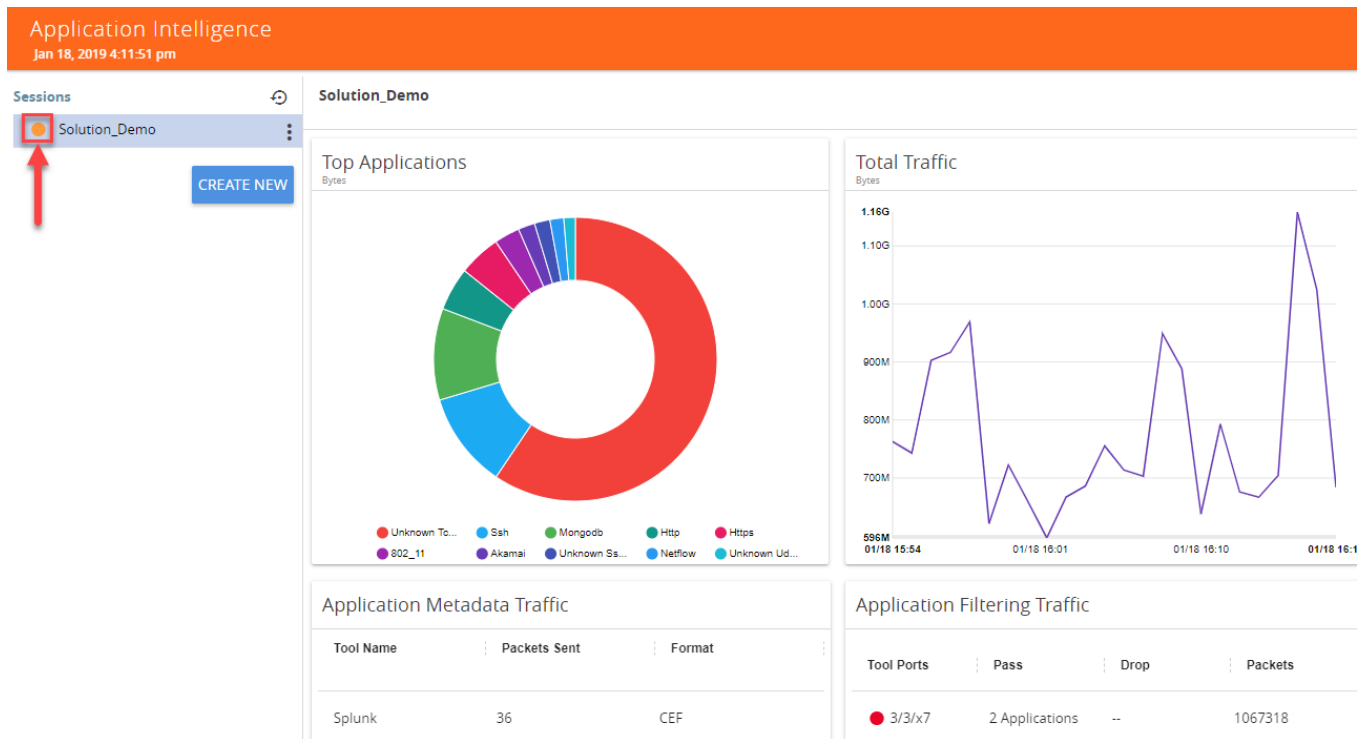 Application Intelligence
Jan 18, 2019 4:11:51 pm
Sessions
Solution_Demo
CREATE NEW
Solution_Demo
Top Applications
Bytes
Unknown Tc... Ssh Mongodb Http Https
802_11 Akamai Unknown Ss... Netflow Unknown Ud...
Total Traffic
Bytes
1.16G
1.10G
1.00G
900M
800M
700M
596M
01/18 15:54 01/18 16:01 01/18 16:10 01/18 16:1
Application Metadata Traffic
Tool Name Packets Sent Format
Splunk 36 CEF
Application Filtering Traffic
Tool Ports Pass Drop Packets
3/3/x7 2 Applications -- 1067318